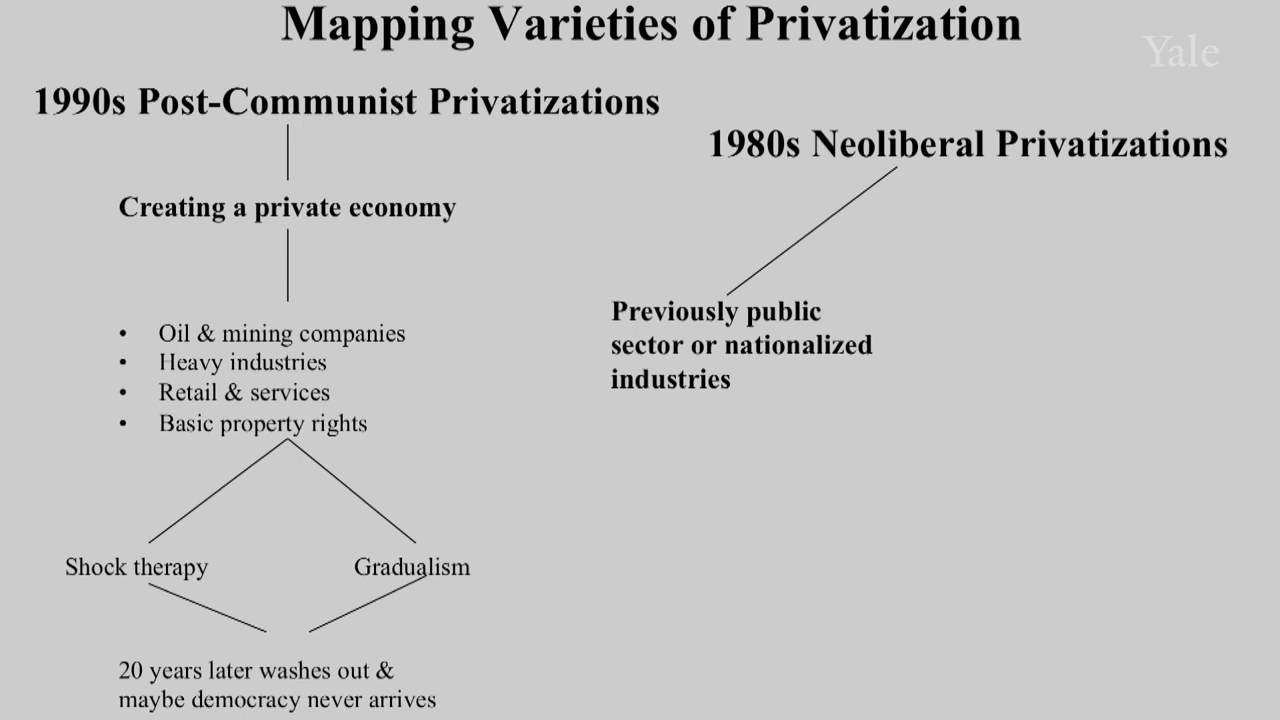 Mapping Varieties of Privatization
Yale
1990s Post-Communist Privatizations
1980s Neoliberal Privatizations
Creating a private economy
Previously public
sector or nationalized
industries
• Oil & mining companies
• Heavy industries
• Retail & services
• Basic property rights
Shock therapy
Gradualism
20 years later washes out &
maybe democracy never arrives